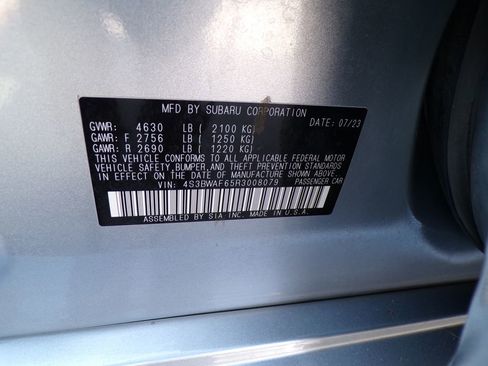 MFD BY SUBARU CORPORATION
GVWR: 4630 LB ( 2100 KG) DATE: 07/23
GAWR: F 2756 LB ( 1250 KG)
GAWR: R 2690 LB ( 1220 KG)
THIS VEHICLE CONFORMS TO ALL APPLICABLE FEDERAL MOTOR
VEHICLE SAFETY, BUMPER, AND THEFT PREVENTION STANDARDS
IN EFFECT ON THE DATE OF MANUFACTURE SHOWN ABOVE.
VIN: 4S3BWAF65R3008079 PASSENGER CAR
ASSEMBLED BY SIA INC. MADE IN U.S.A.